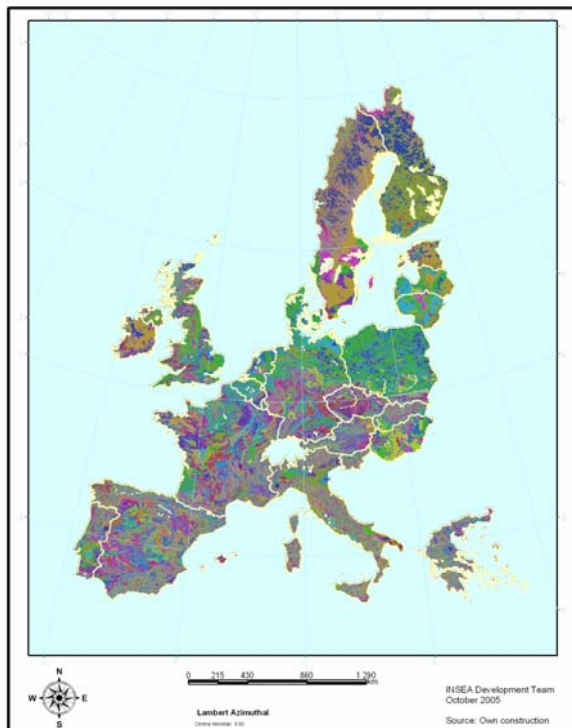 N
W E
S
0 215 430 860 1,290
km
Lambert Azimuthal
INSEA Development Team
October 2005
Source: Own construction